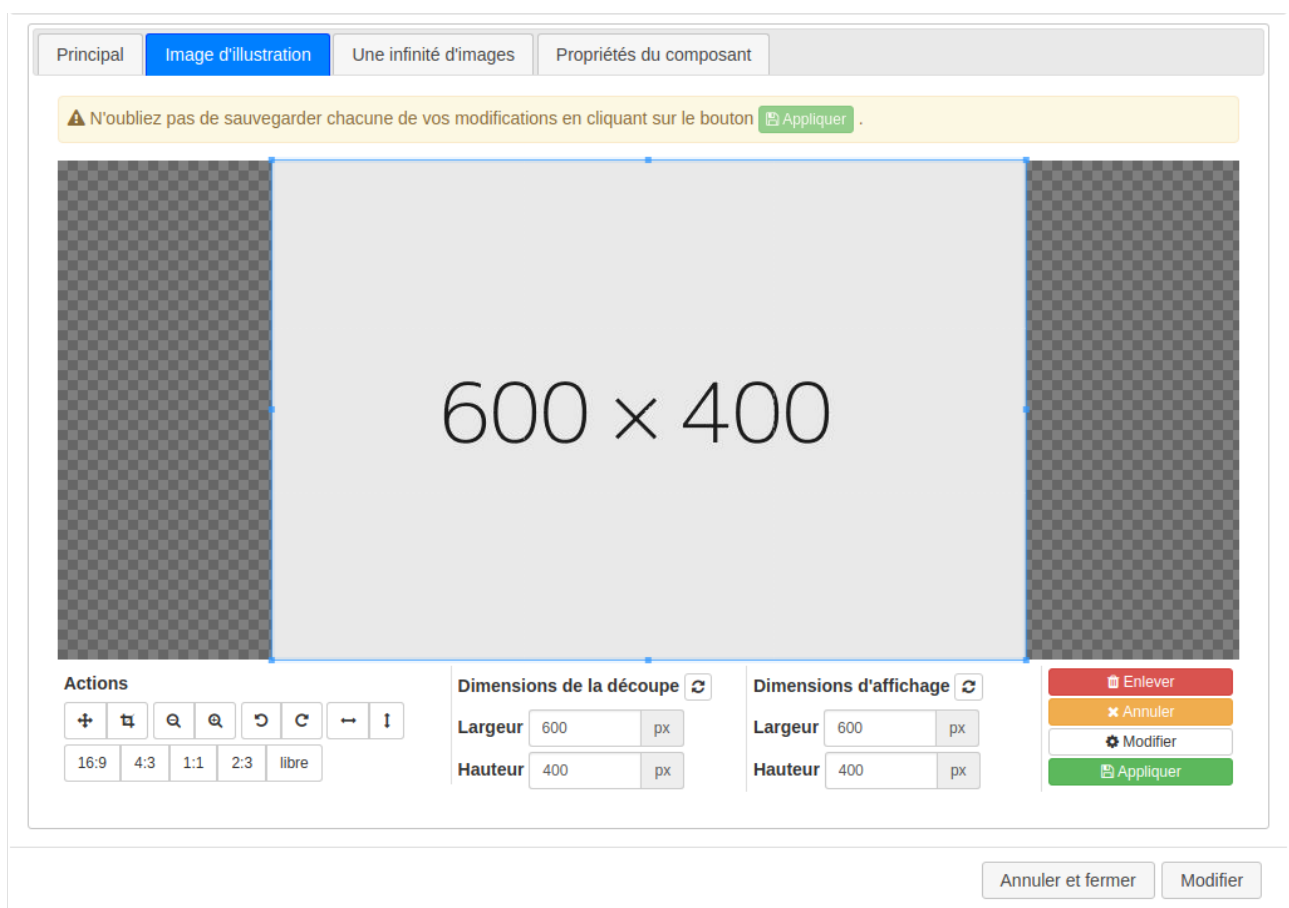 Principal Image d'illustration Une infinité d'images Propriétés du composant
N'oubliez pas de sauvegarder chacune de vos modifications en cliquant sur le bouton Appliquer .
600 × 400
Actions
16:9 4:3 1:1 2:3 libre
Dimensions de la découpe
Largeur 600 px
Hauteur 400 px
Dimensions d'affichage
Largeur 600 px
Hauteur 400 px
Enlever
Annuler
Modifier
Appliquer
Annuler et fermer Modifier